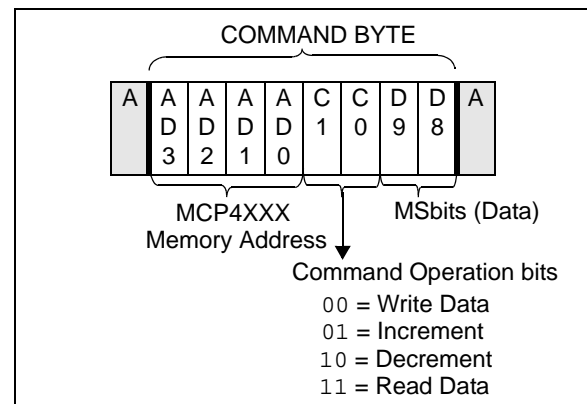 COMMAND BYTE
A A A A A C C D D A
D D D D 1 0 9 8
3 2 1 0
MCP4XXX
Memory Address
MSbits (Data)
Command Operation bits
00 = Write Data
01 = Increment
10 = Decrement
11 = Read Data